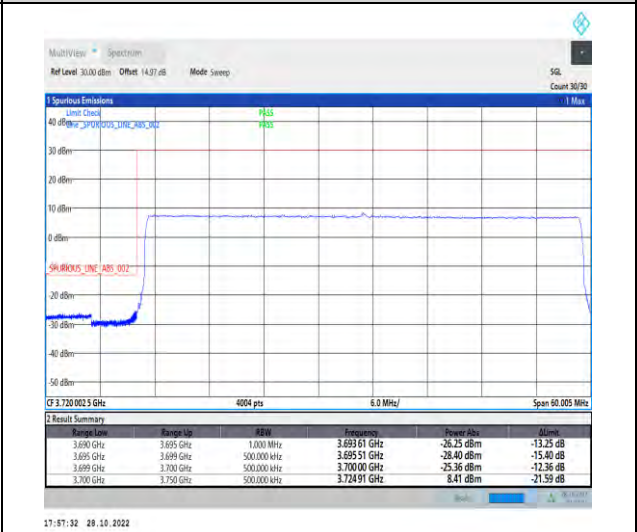 MultiView Spectrum
Ref Level 30.00 dBm Offset 14.97 dB Mode Sweep SGL
Count 30/30
1 Spurious Emissions 1 Max
Limit Check PASS
40 dBm Line _SPURIOUS_LINE_ABS_002 PASS
30 dBm
20 dBm
10 dBm
0 dBm
_SPURIOUS_LINE_ABS_002
-20 dBm
-30 dBm
-40 dBm
-50 dBm
CF 3.720 002 5 GHz 4004 pts 6.0 MHz/ Span 60.005 MHz
2 Result Summary
Range Low Range Up RBW Frequency Power Abs ΔLimit
3.690 GHz 3.695 GHz 1.000 MHz 3.693 61 GHz -26.25 dBm -13.25 dB
3.695 GHz 3.699 GHz 500.000 kHz 3.695 51 GHz -28.40 dBm -15.40 dB
3.699 GHz 3.700 GHz 500.000 kHz 3.700 00 GHz -25.36 dBm -12.36 dB
3.700 GHz 3.750 GHz 500.000 kHz 3.724 91 GHz 8.41 dBm -21.59 dB
17:57:32 28.10.2022